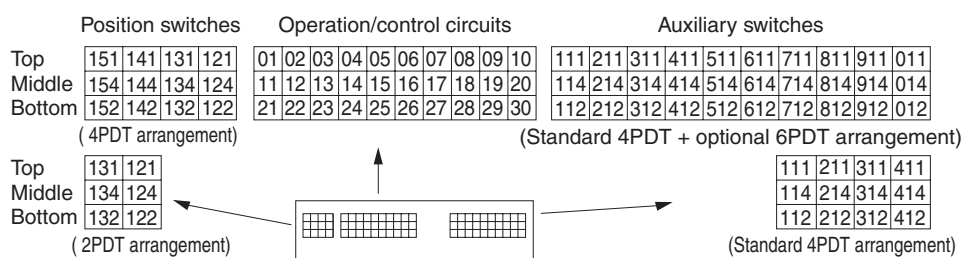 Position switches Operation/control circuits Auxiliary switches
Top 151 141 131 121 01 02 03 04 05 06 07 08 09 10 111 211 311 411 511 611 711 811 911 011
Middle 154 144 134 124 11 12 13 14 15 16 17 18 19 20 114 214 314 414 514 614 714 814 914 014
Bottom 152 142 132 122 21 22 23 24 25 26 27 28 29 30 112 212 312 412 512 612 712 812 912 012
( 4PDT arrangement) (Standard 4PDT + optional 6PDT arrangement)
Top 131 121 111 211 311 411
Middle 134 124 114 214 314 414
Bottom 132 122 112 212 312 412
( 2PDT arrangement) (Standard 4PDT arrangement)